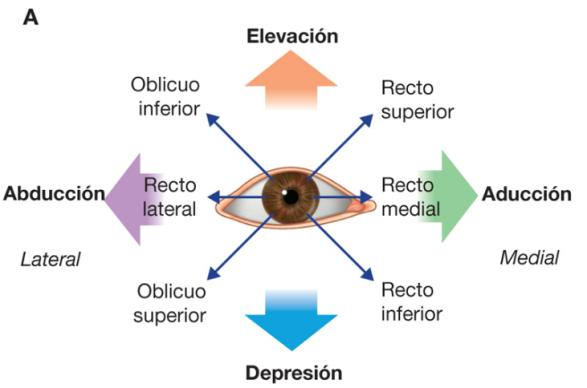 A
Elevación
Oblicuo
inferior
Recto
superior
Abducción
Recto
lateral
Recto
medial
Aducción
Lateral
Medial
Oblicuo
superior
Recto
inferior
Depresión